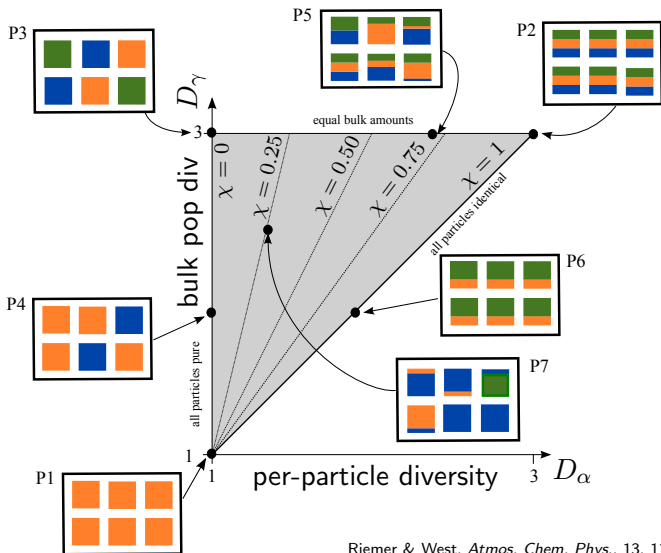 P3
P5
P2
D_γ
equal bulk amounts
3
χ = 0
χ = 0.25
χ = 0.50
χ = 0.75
χ = 1
all particles identical
bulk pop div
P4
P6
all particles pure
P7
P1
1
1
per-particle diversity
3
D_α
Riemer & West, Atmos. Chem. Phys., 13, 1